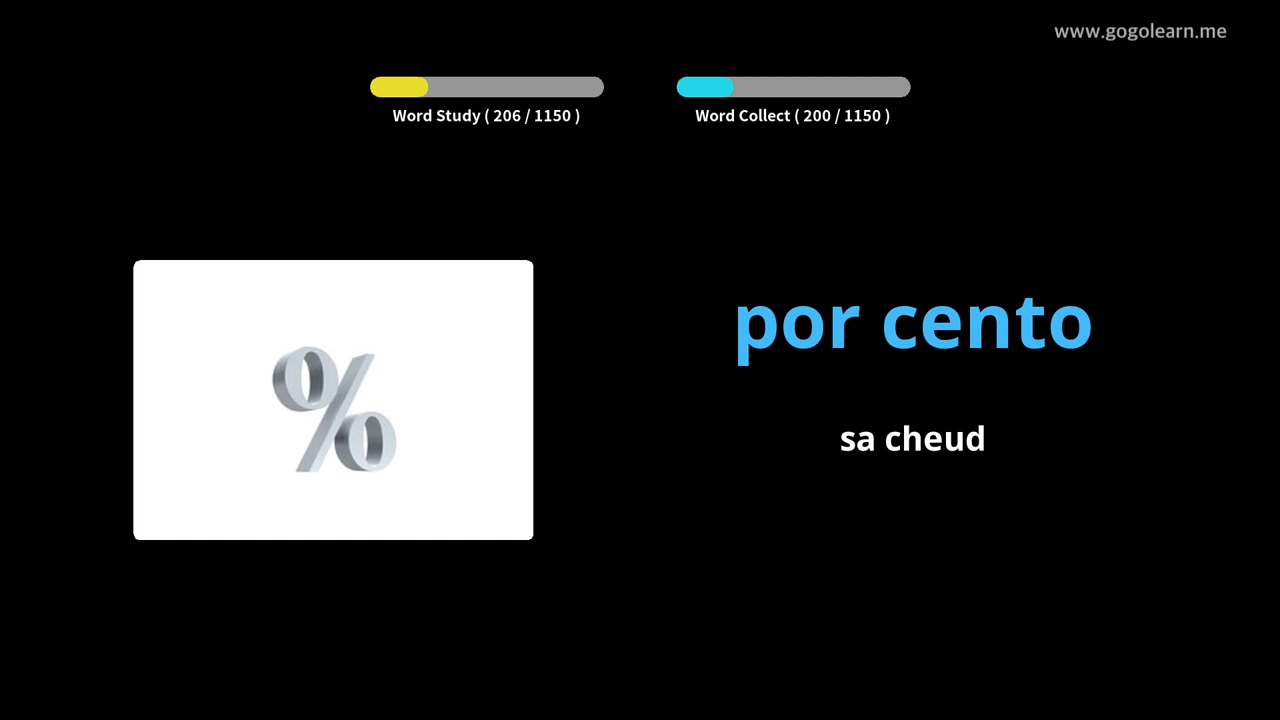 www.gogolearn.me
Word Study ( 206 / 1150 )
Word Collect ( 200 / 1150 )
%
por cento
sa cheud